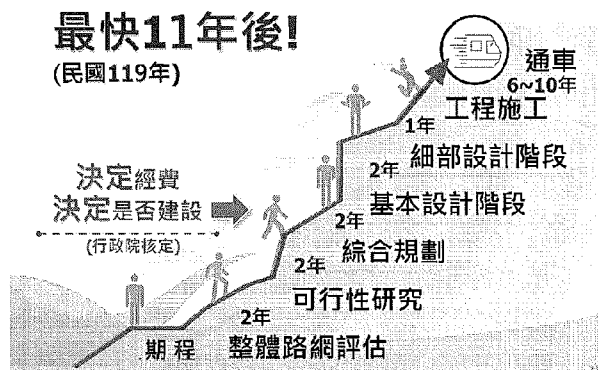 最快11年後!
(民國119年)
通車
6~10年
工程施工
1年
細部設計階段
2年
基本設計階段
2年
綜合規劃
2年
可行性研究
2年
整體路網評估
期程
決定經費
決定是否建設
(行政院核定)